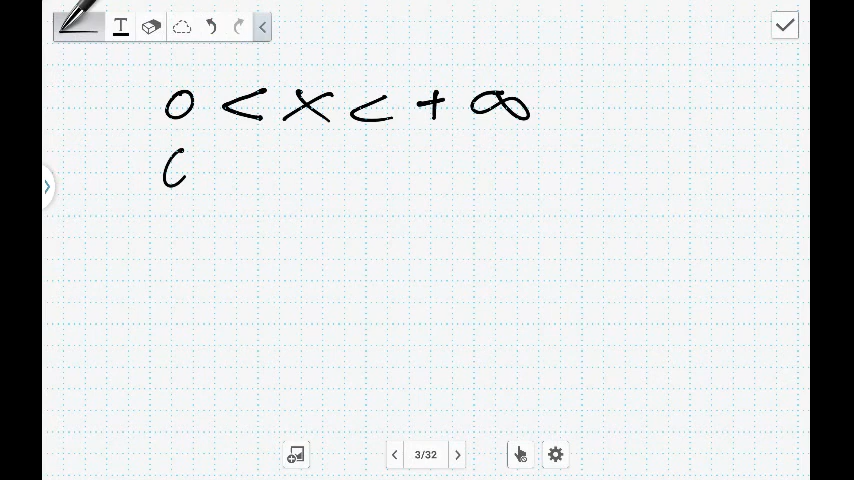 T
0 < x < + ∞
(
3/32